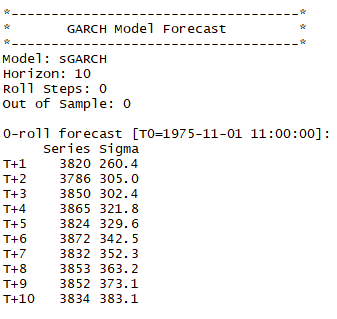 *------------------------------------*
*       GARCH Model Forecast         *
*------------------------------------*
Model: sGARCH
Horizon: 10
Roll Steps: 0
Out of Sample: 0

0-roll forecast [T0=1975-11-01 11:00:00]:
     Series Sigma
T+1    3820 260.4
T+2    3786 305.0
T+3    3850 302.4
T+4    3865 321.8
T+5    3824 329.6
T+6    3872 342.5
T+7    3832 352.3
T+8    3853 363.2
T+9    3852 373.1
T+10   3834 383.1